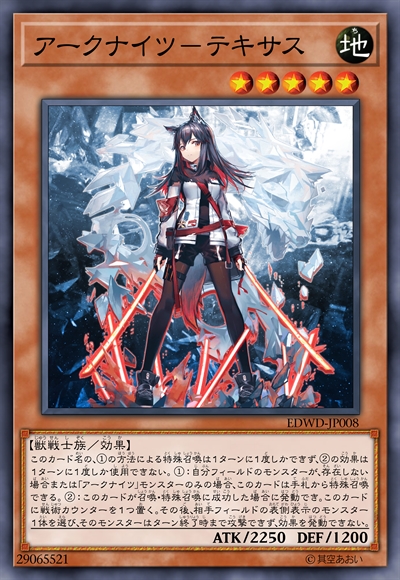 アークナイツ－テキサス
地
EDWD-JP008
【獣戦士族／効果】
このカード名の、①の方法による特殊召喚は1ターンに1度しかできず、②の効果は
1ターンに1度しか使用できない。①：自分フィールドのモンスターが、存在しない
場合または「アークナイツ」モンスターのみの場合、このカードは手札から特殊召喚
できる。②：このカードが召喚・特殊召喚に成功した場合に発動でき。このカード
に戦術カウンターを1つ置く。その後、相手フィールドの表側表示のモンスター
1体を選び、そのモンスターはターン終了時まで攻撃できず、効果を発動できない。
ATK/2250 DEF/1200
29065521
©其空あおい